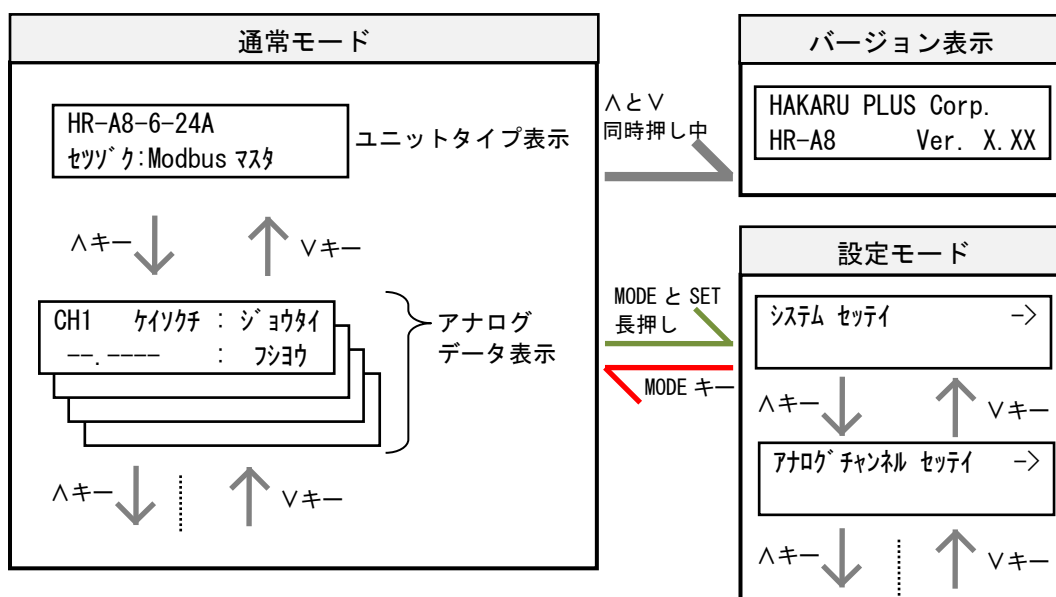 通常モード
HR-A8-6-24A
ｾﾂｿﾞｸ:Modbus ﾏｽﾀ
ユニットタイプ表示
∧キー
∨キー
CH1 ｹｲｿｸﾁ : ｼﾞｮｳﾀｲ
--.---- : ﾌｼﾖｳ
アナログ
データ表示
∧キー
∨キー
∧と∨
同時押し中
バージョン表示
HAKARU PLUS Corp.
HR-A8 Ver. X.XX
MODE と SET
長押し
MODE キー
設定モード
ｼｽﾃﾑ ｾｯﾃｲ ->
∧キー
∨キー
ｱﾅﾛｸﾞ ﾁｬﾝﾈﾙ ｾｯﾃｲ ->
∧キー
∨キー